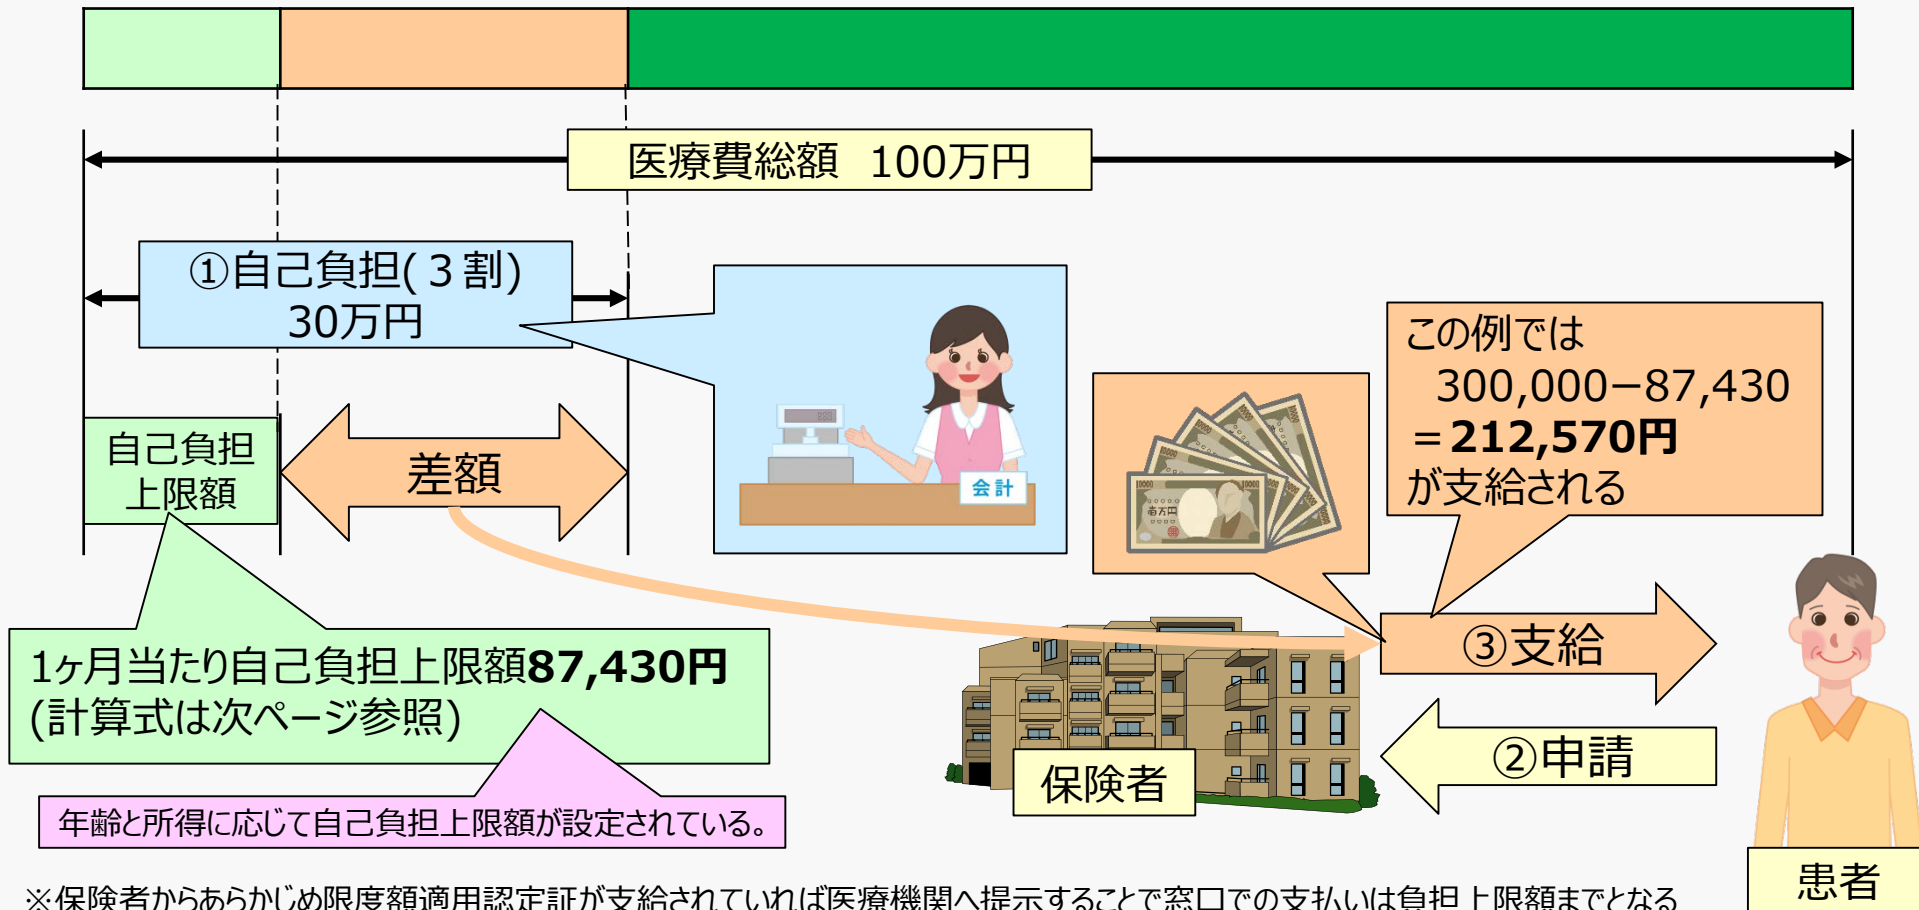 医療費総額 100万円
①自己負担(３割)
30万円
会計
この例では
300,000－87,430
＝212,570円
が支給される
自己負担
上限額
差額
10000
壱万円
③支給
1ヶ月当たり自己負担上限額87,430円
(計算式は次ページ参照)
②申請
保険者
年齢と所得に応じて自己負担上限額が設定されている。
患者
※保険者からあらかじめ限度額適用認定証が支給されていれば医療機関へ提示することで窓口での支払いは負担上限額までとなる